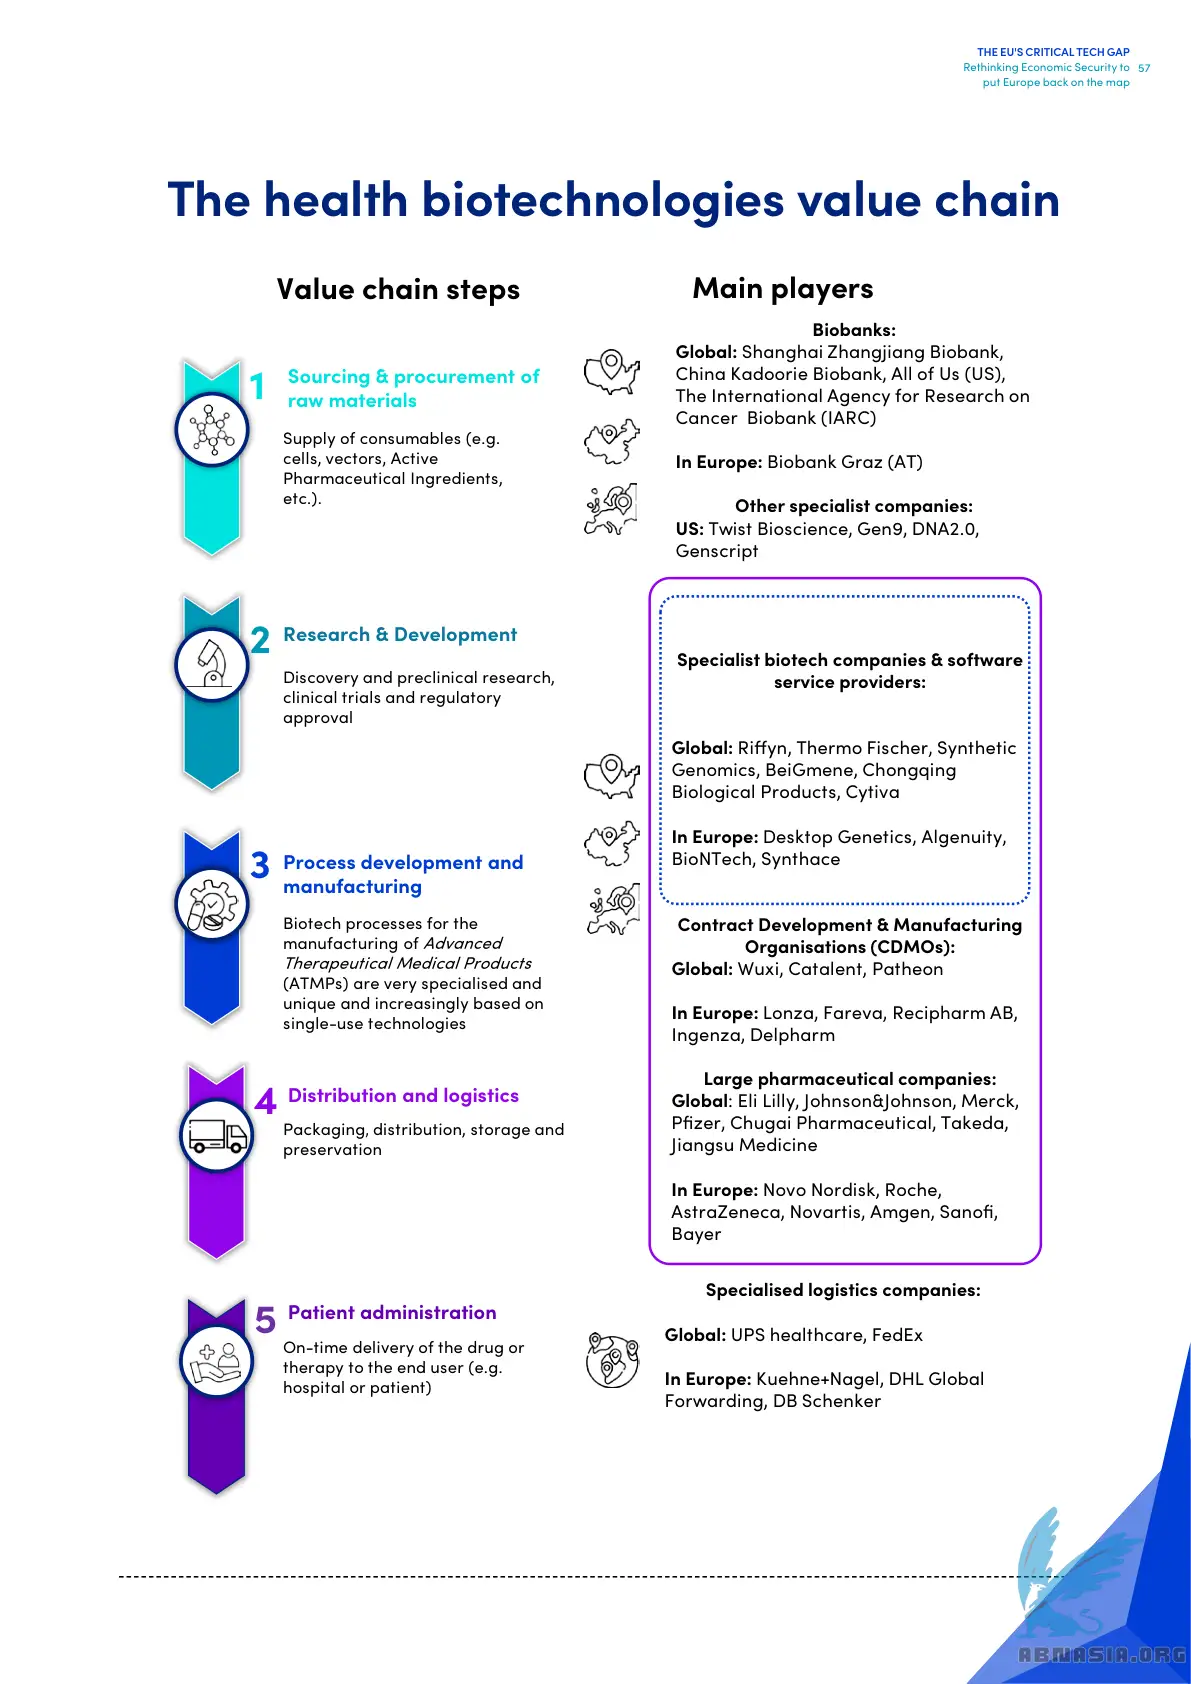 THE EU'S CRITICAL TECH GAP
Rethinking Economic Security to 57
put Europe back on the map
The health biotechnologies value chain
Value chain steps
Main players
1 Sourcing & procurement of
raw materials
Supply of consumables (e.g.
cells, vectors, Active
Pharmaceutical Ingredients,
etc.).
Biobanks:
Global: Shanghai Zhangjiang Biobank,
China Kadoorie Biobank, All of Us (US),
The International Agency for Research on
Cancer Biobank (IARC)
In Europe: Biobank Graz (AT)
Other specialist companies:
US: Twist Bioscience, Gen9, DNA2.0,
Genscript
2 Research & Development
Discovery and preclinical research,
clinical trials and regulatory
approval
Specialist biotech companies & software
service providers:
Global: Riffyn, Thermo Fischer, Synthetic
Genomics, BeiGmene, Chongqing
Biological Products, Cytiva
In Europe: Desktop Genetics, Algenuity,
BioNTech, Synthace
3 Process development and
manufacturing
Biotech processes for the
manufacturing of Advanced
Therapeutical Medical Products
(ATMPs) are very specialised and
unique and increasingly based on
single-use technologies
Contract Development & Manufacturing
Organisations (CDMOs):
Global: Wuxi, Catalent, Patheon
In Europe: Lonza, Fareva, Recipharm AB,
Ingenza, Delpharm
4 Distribution and logistics
Packaging, distribution, storage and
preservation
Large pharmaceutical companies:
Global: Eli Lilly, Johnson&Johnson, Merck,
Pfizer, Chugai Pharmaceutical, Takeda,
Jiangsu Medicine
In Europe: Novo Nordisk, Roche,
AstraZeneca, Novartis, Amgen, Sanofi,
Bayer
5 Patient administration
On-time delivery of the drug or
therapy to the end user (e.g.
hospital or patient)
Specialised logistics companies:
Global: UPS healthcare, FedEx
In Europe: Kuehne+Nagel, DHL Global
Forwarding, DB Schenker
ABNASIA.ORG